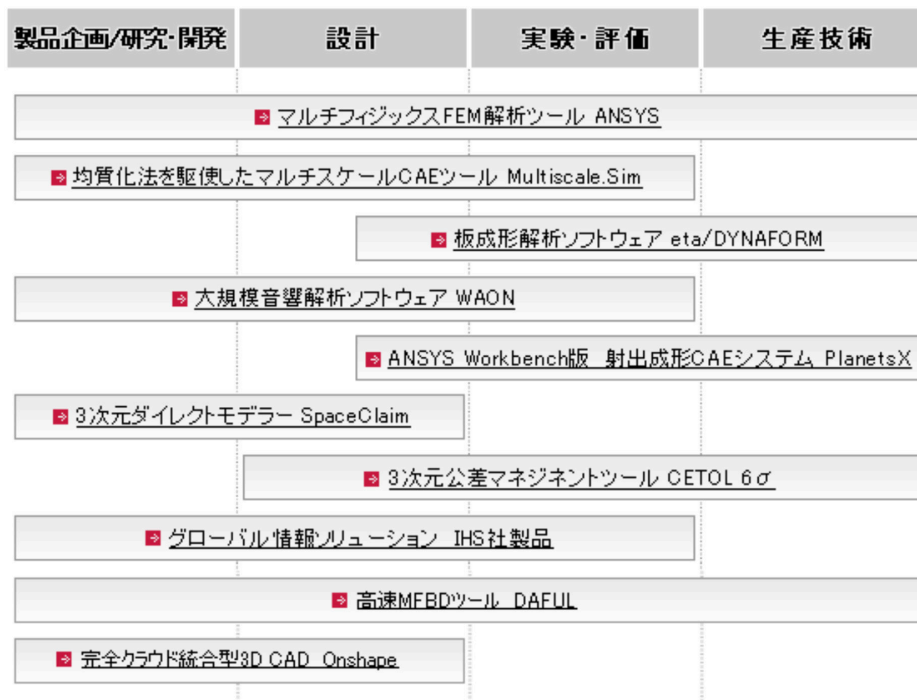 製品企画/研究・開発 設計 実験・評価 生産技術
マルチフィジックスFEM解析ツール ANSYS
均質化法を駆使したマルチスケールCAEツール Multiscale.Sim
板成形解析ソフトウェア eta/DYNAFORM
大規模音響解析ソフトウェア WAON
ANSYS Workbench版 射出成形CAEシステム PlanetsX
3次元ダイレクトモデラー SpaceClaim
3次元公差マネジネントツール CETOL 6σ
グローバル情報ソリューション IHS社製品
高速MFBDツール DAFUL
完全クラウド統合型3D CAD Onshape